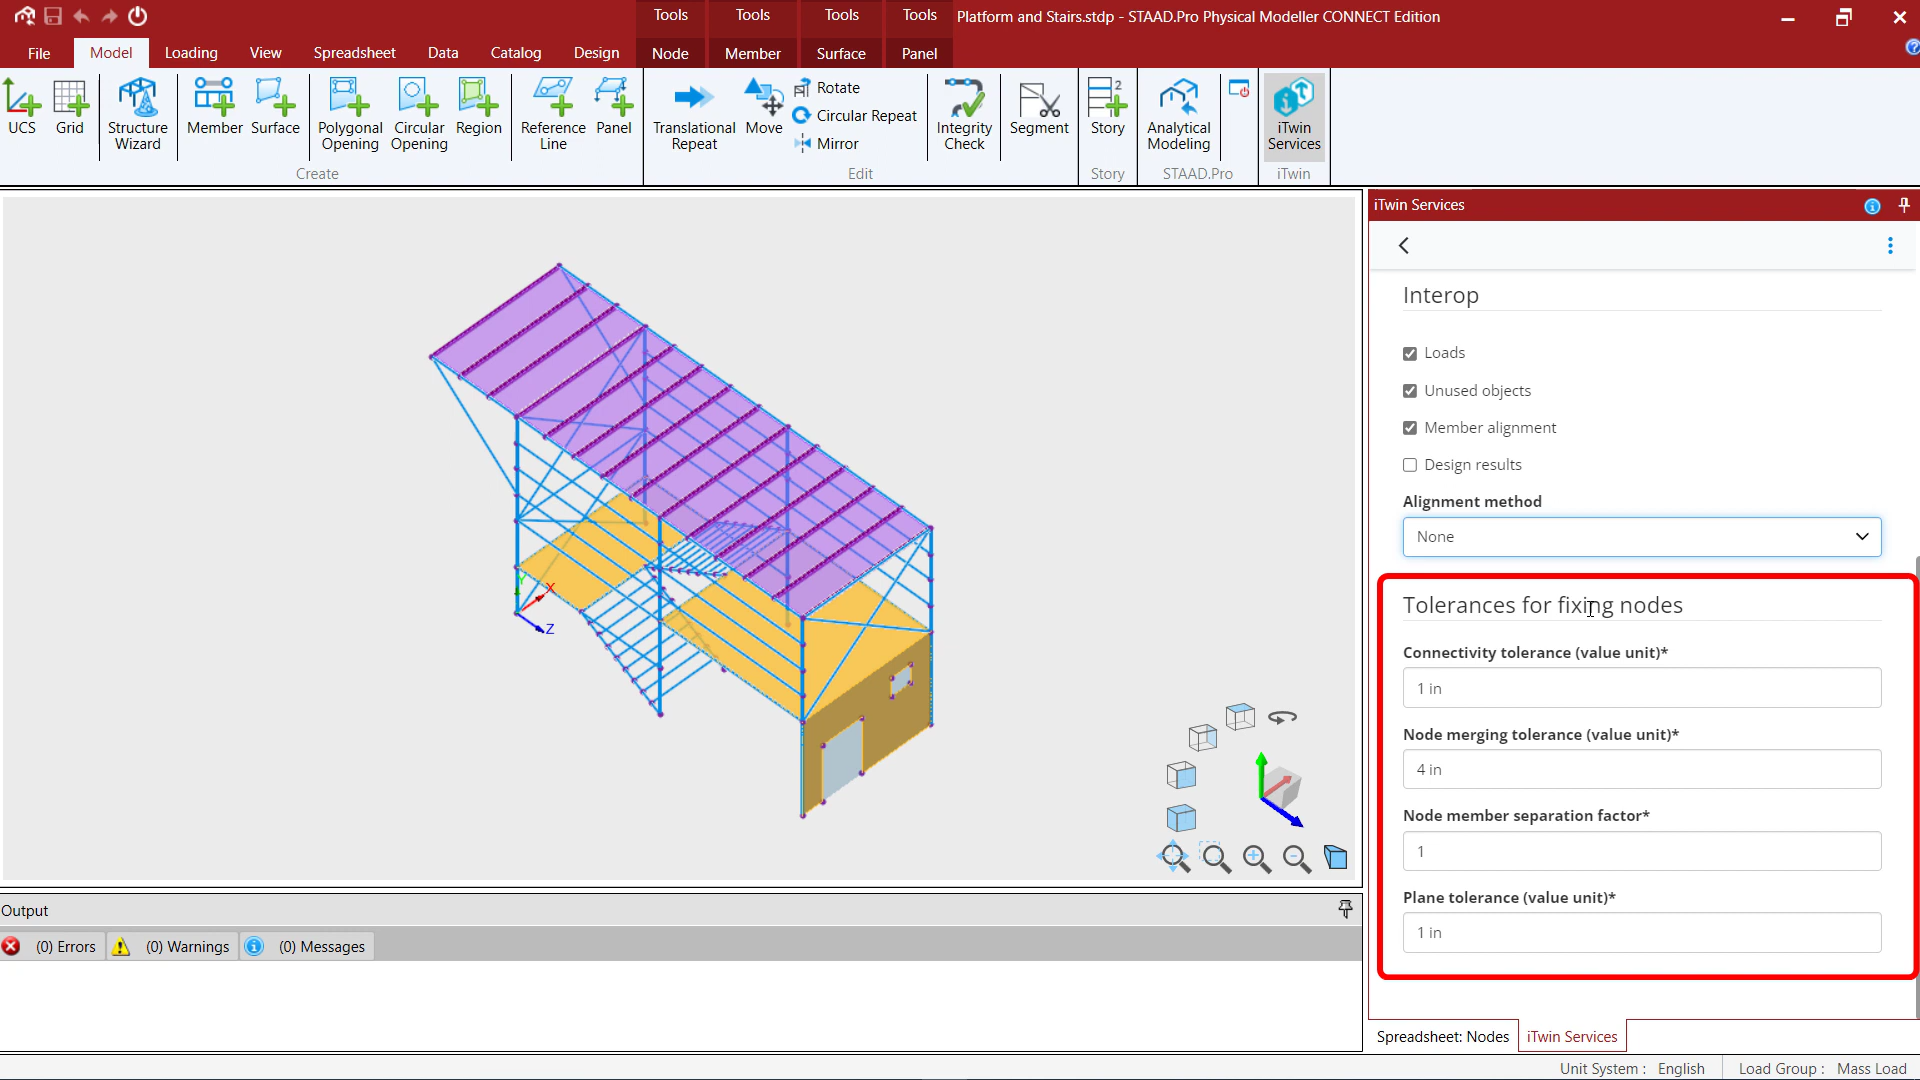 Tools
Tools
Tools
Tools
Platform and Stairs.stdp - STAAD.Pro Physical Modeller CONNECT Edition
File
Model
Loading
View
Spreadsheet
Data
Catalog
Design
Node
Member
Surface
Panel
UCS
Grid
Structure
Wizard
Member
Surface
Polygonal
Opening
Circular
Opening
Region
Reference
Line
Panel
Create
Translational
Repeat
Move
Rotate
Circular Repeat
Mirror
Integrity
Check
Segment
Edit
2
Story
Story
Analytical
Modeling
STAAD.Pro
iTwin
Services
iTwin
iTwin Services
Interop
Loads
Unused objects
Member alignment
Design results
Alignment method
None
Tolerances for fixing nodes
Connectivity tolerance (value unit)*
1 in
Node merging tolerance (value unit)*
4 in
Node member separation factor*
1
Plane tolerance (value unit)*
1 in
Y
X
Z
Output
(0) Errors
(0) Warnings
(0) Messages
Spreadsheet: Nodes
iTwin Services
Unit System : English
Load Group : Mass Load